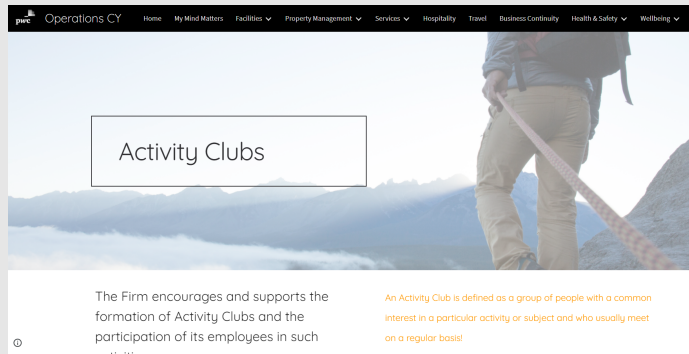 pwc Operations CY Home My Mind Matters Facilities Property Management Services Hospitality Travel Business Continuity Health & Safety Wellbeing
Activity Clubs
The Firm encourages and supports the
formation of Activity Clubs and the
participation of its employees in such
An Activity Club is defined as a group of people with a common
interest in a particular activity or subject and who usually meet
on a regular basis!